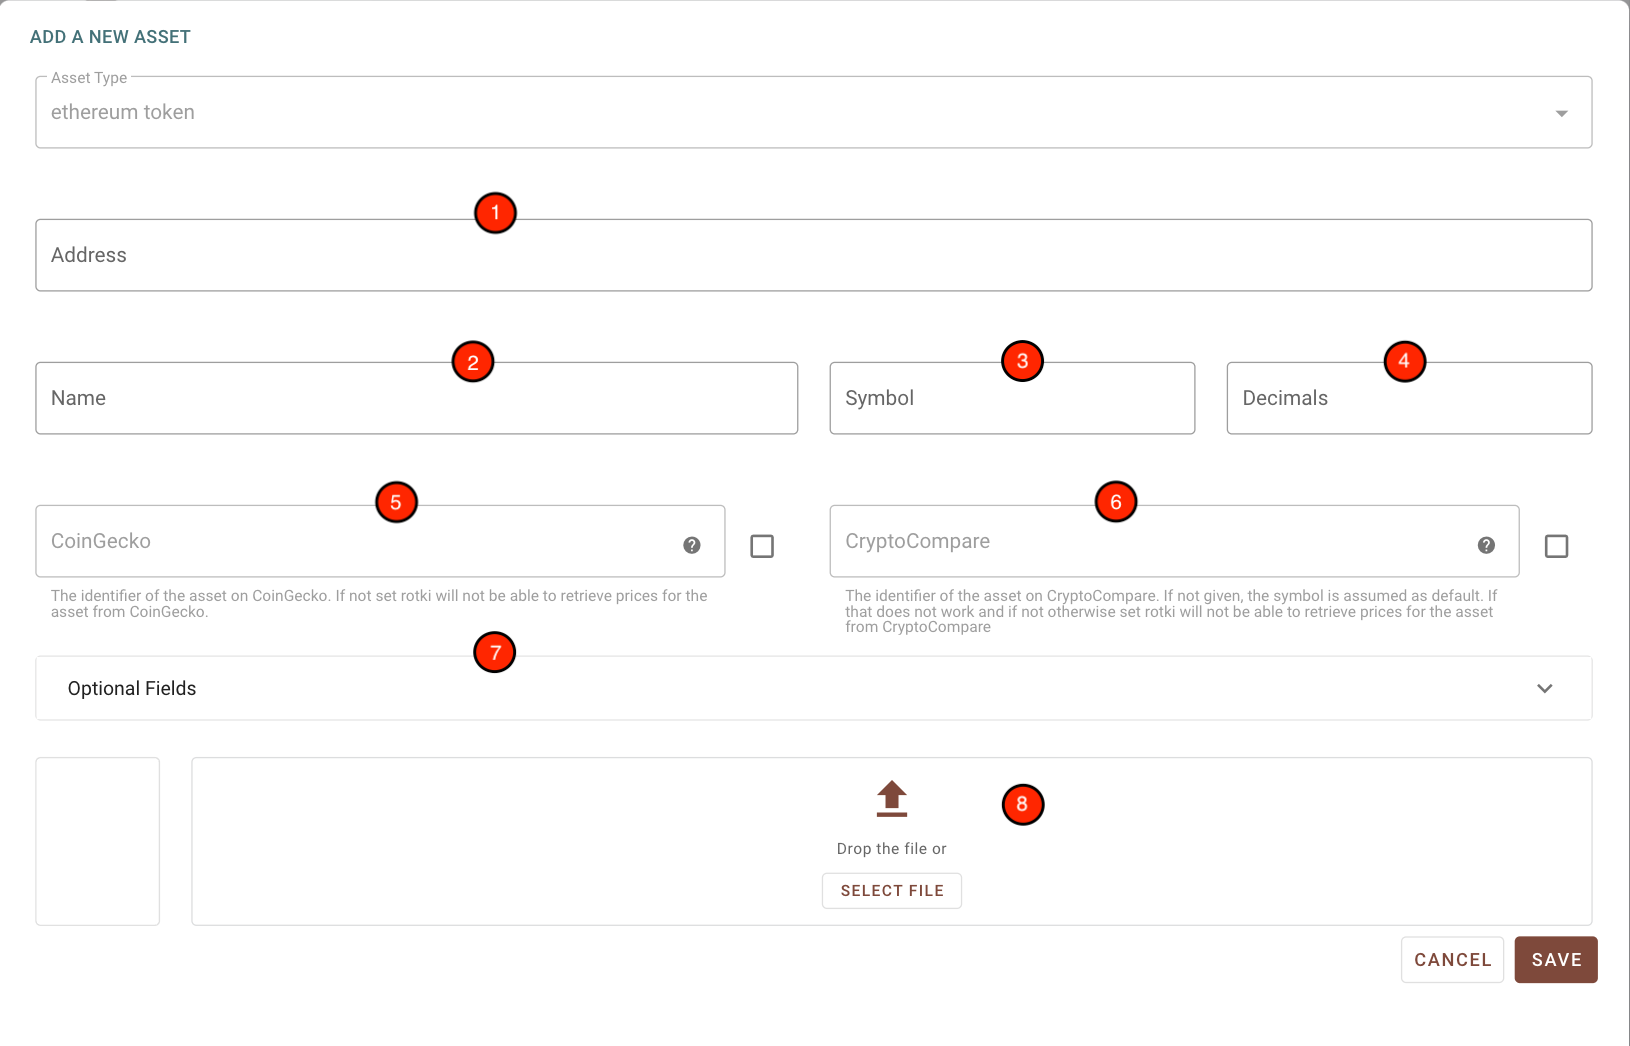 ADD A NEW ASSET
Asset Type
ethereum token
1
Address
2
3
4
Name
Symbol
Decimals
5
6
CoinGecko
?
CryptoCompare
?
The identifier of the asset on CoinGecko. If not set rotki will not be able to retrieve prices for the
asset from CoinGecko.
The identifier of the asset on CryptoCompare. If not given, the symbol is assumed as default. If
that does not work and if not otherwise set rotki will not be able to retrieve prices for the asset
from CryptoCompare
7
Optional Fields
8
Drop the file or
SELECT FILE
CANCEL
SAVE